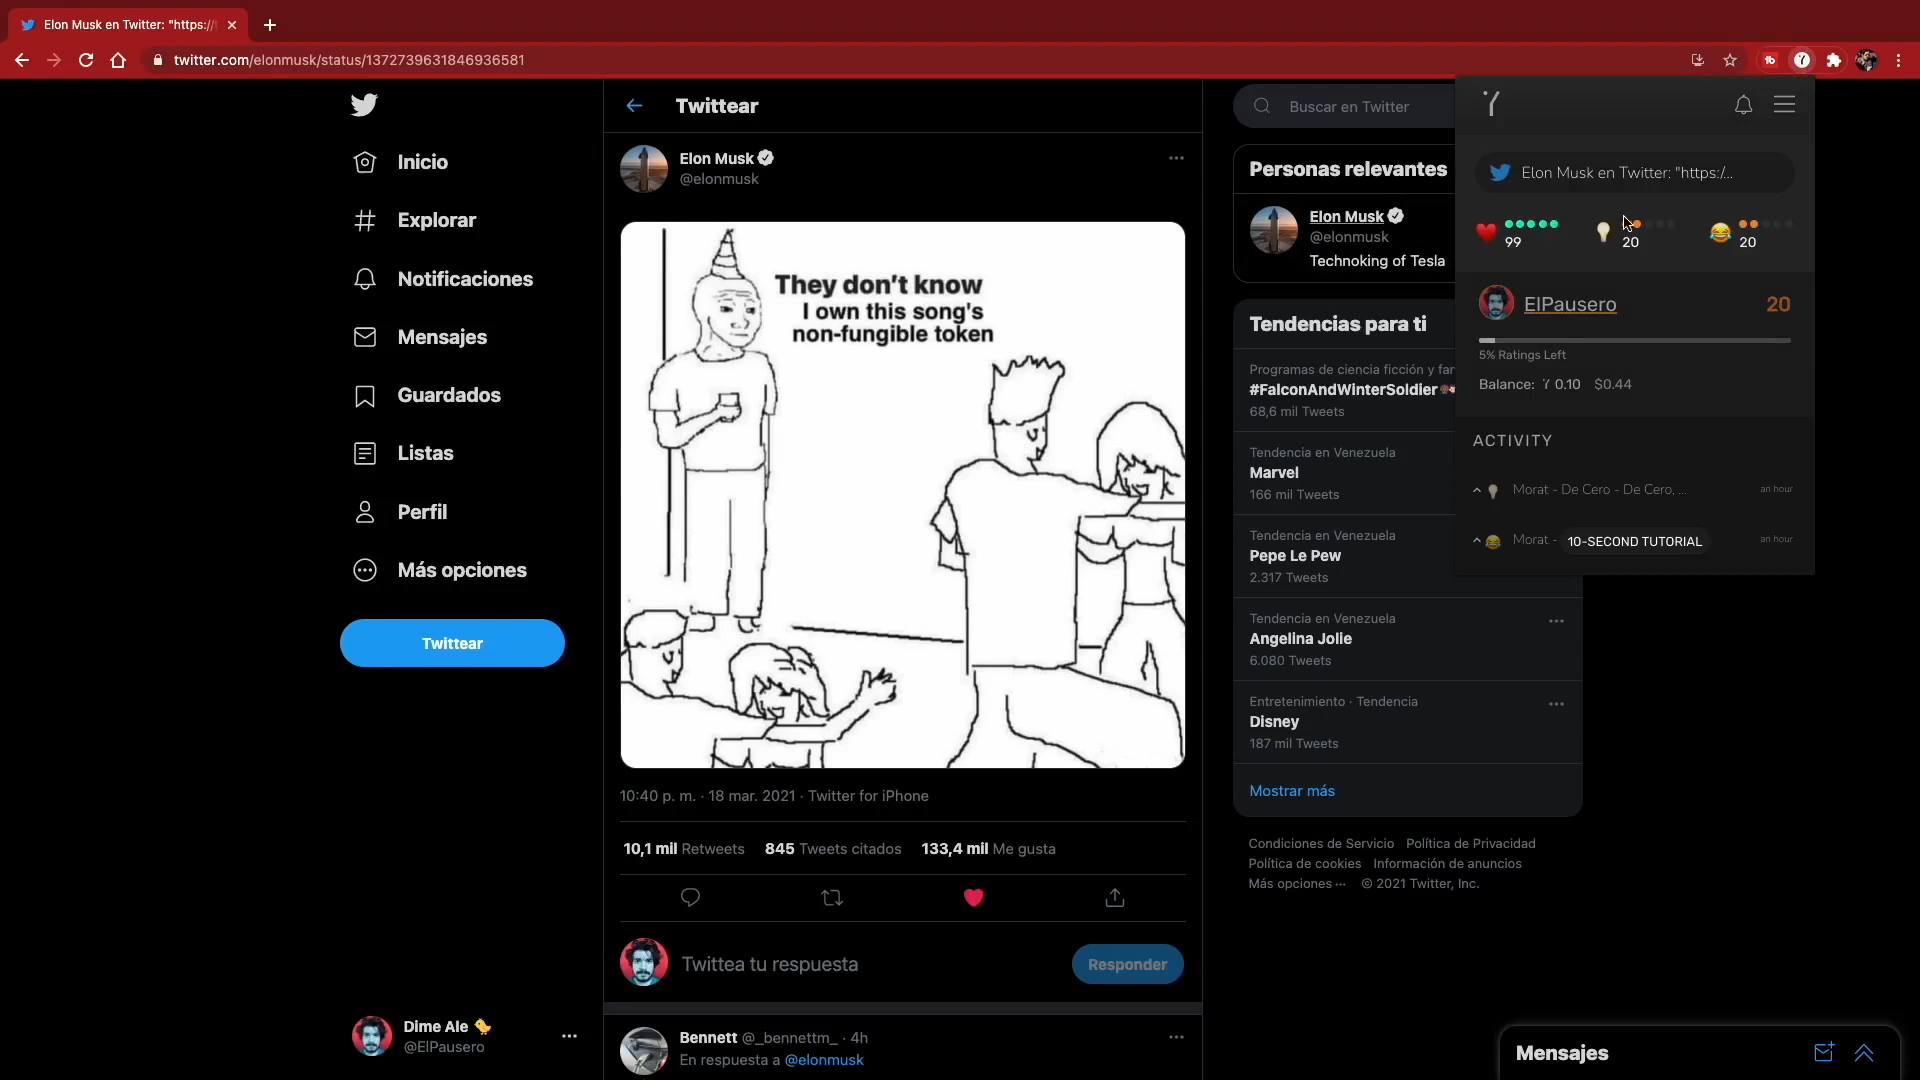 Elon Musk en Twitter: "https://
twitter.com/elonmusk/status/1372739631846936581
Inicio
Explorar
Notificaciones
Mensajes
Guardados
Listas
Perfil
Más opciones
Twittear
Dime Ale
@ElPausero
Twittear
Elon Musk
@elonmusk
They don't know
I own this song's
non-fungible token
10:40 p. m. · 18 mar. 2021 · Twitter for iPhone
10,1 mil Retweets 845 Tweets citados 133,4 mil Me gusta
Twittea tu respuesta
Responder
Bennett @_bennettm_ · 4h
En respuesta a @elonmusk
Buscar en Twitter
Personas relevantes
Elon Musk
@elonmusk
Technoking of Tesla
Tendencias para ti
Programas de ciencia ficción y
#FalconAndWinterSoldier
68,6 mil Tweets
Tendencia en Venezuela
Marvel
166 mil Tweets
Tendencia en Venezuela
Pepe Le Pew
2.317 Tweets
Tendencia en Venezuela
Angelina Jolie
6.080 Tweets
Entretenimiento · Tendencia
Disney
187 mil Tweets
Mostrar más
Condiciones de Servicio Política de Privacidad
Política de cookies Información de anuncios
Más opciones ··· © 2021 Twitter, Inc.
Elon Musk en Twitter: "https:/...
99 20 20
ElPausero 20
5% Ratings Left
Balance: 0.10 $0.44
ACTIVITY
Morat - De Cero - De Cero, ... an hour
Morat - 10-SECOND TUTORIAL an hour
Mensajes